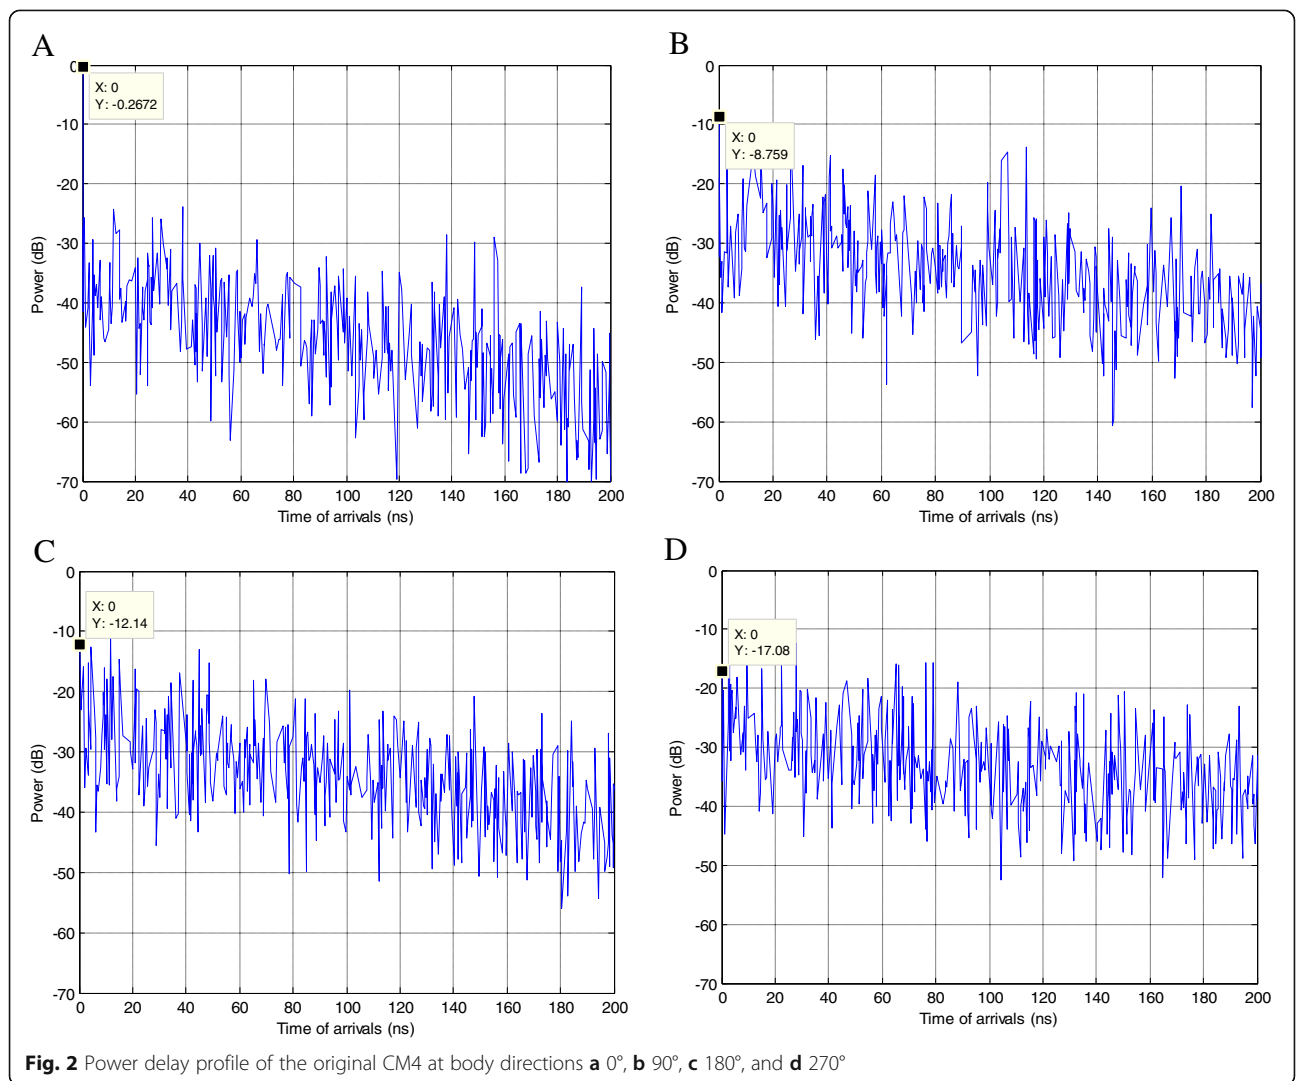 A
0
-10
-20
-30
-40
-50
-60
-70
Power (dB)
X: 0
Y: -0.2672
0 20 40 60 80 100 120 140 160 180 200
Time of arrivals (ns)
B
0
-10
-20
-30
-40
-50
-60
-70
Power (dB)
X: 0
Y: -8.759
0 20 40 60 80 100 120 140 160 180 200
Time of arrivals (ns)
C
0
-10
-20
-30
-40
-50
-60
-70
Power (dB)
X: 0
Y: -12.14
0 20 40 60 80 100 120 140 160 180 200
Time of arrivals (ns)
D
0
-10
-20
-30
-40
-50
-60
-70
Power (dB)
X: 0
Y: -17.08
0 20 40 60 80 100 120 140 160 180 200
Time of arrivals (ns)
Fig. 2 Power delay profile of the original CM4 at body directions a 0°, b 90°, c 180°, and d 270°